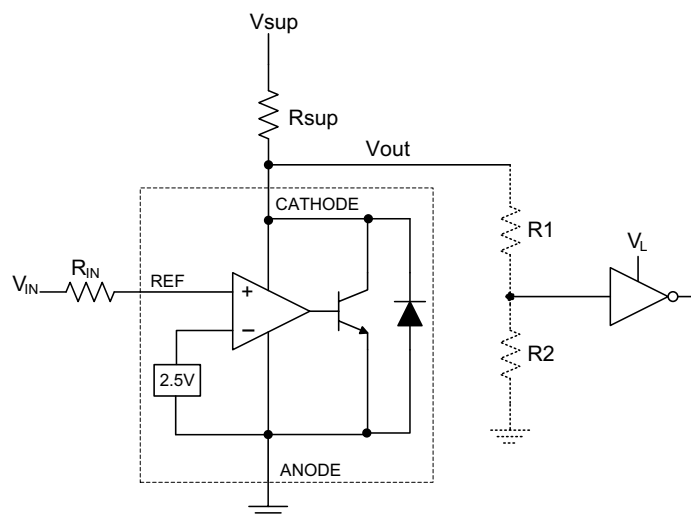 Vsup
Rsup
Vout
CATHODE
R1
RIN
VL
VIN
REF
+
–
R2
2.5V
ANODE